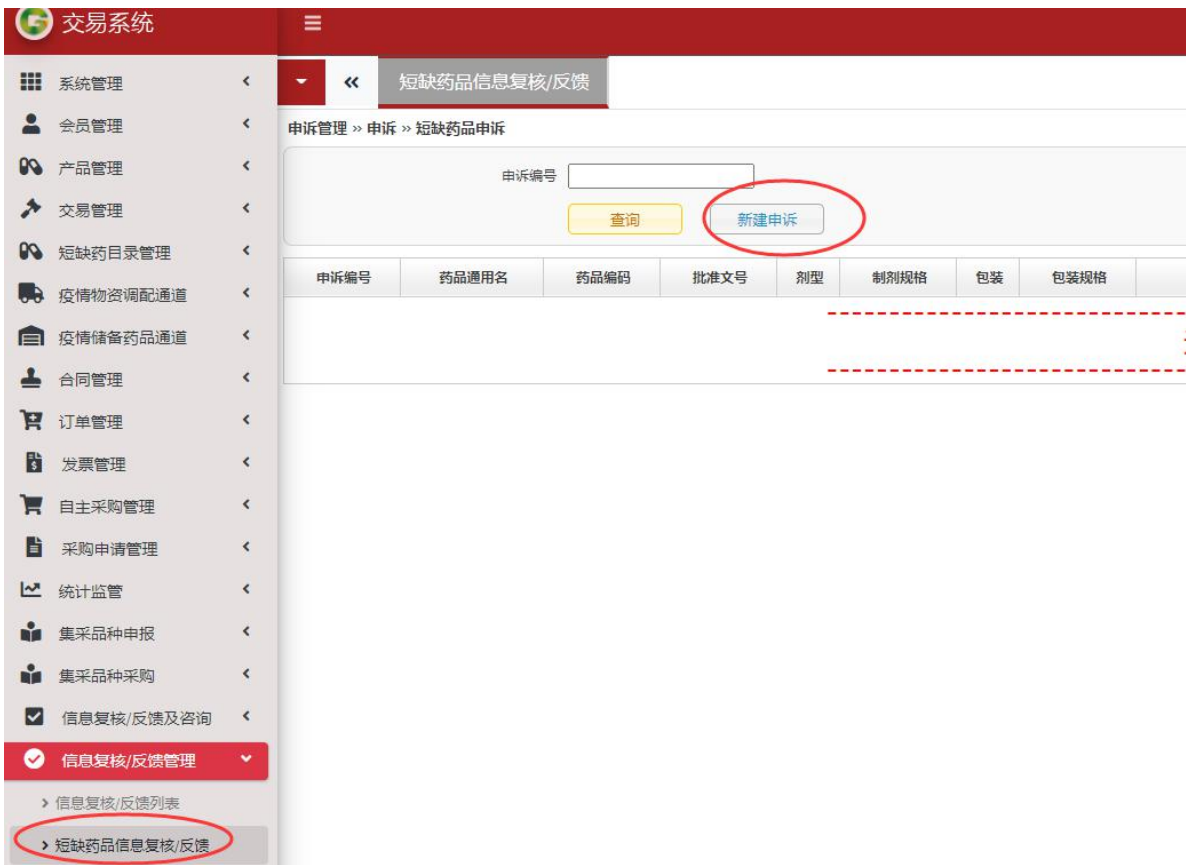 交易系统
系统管理
会员管理
产品管理
交易管理
短缺药目录管理
疫情物资调配通道
疫情储备药品通道
合同管理
订单管理
发票管理
自主采购管理
采购申请管理
统计监管
集采品种申报
集采品种采购
信息复核/反馈及咨询
信息复核/反馈管理
信息复核/反馈列表
短缺药品信息复核/反馈
短缺药品信息复核/反馈
申诉管理 » 申诉 » 短缺药品申诉
申诉编号
查询 新建申诉
申诉编号 药品通用名 药品编码 批准文号 剂型 制剂规格 包装 包装规格